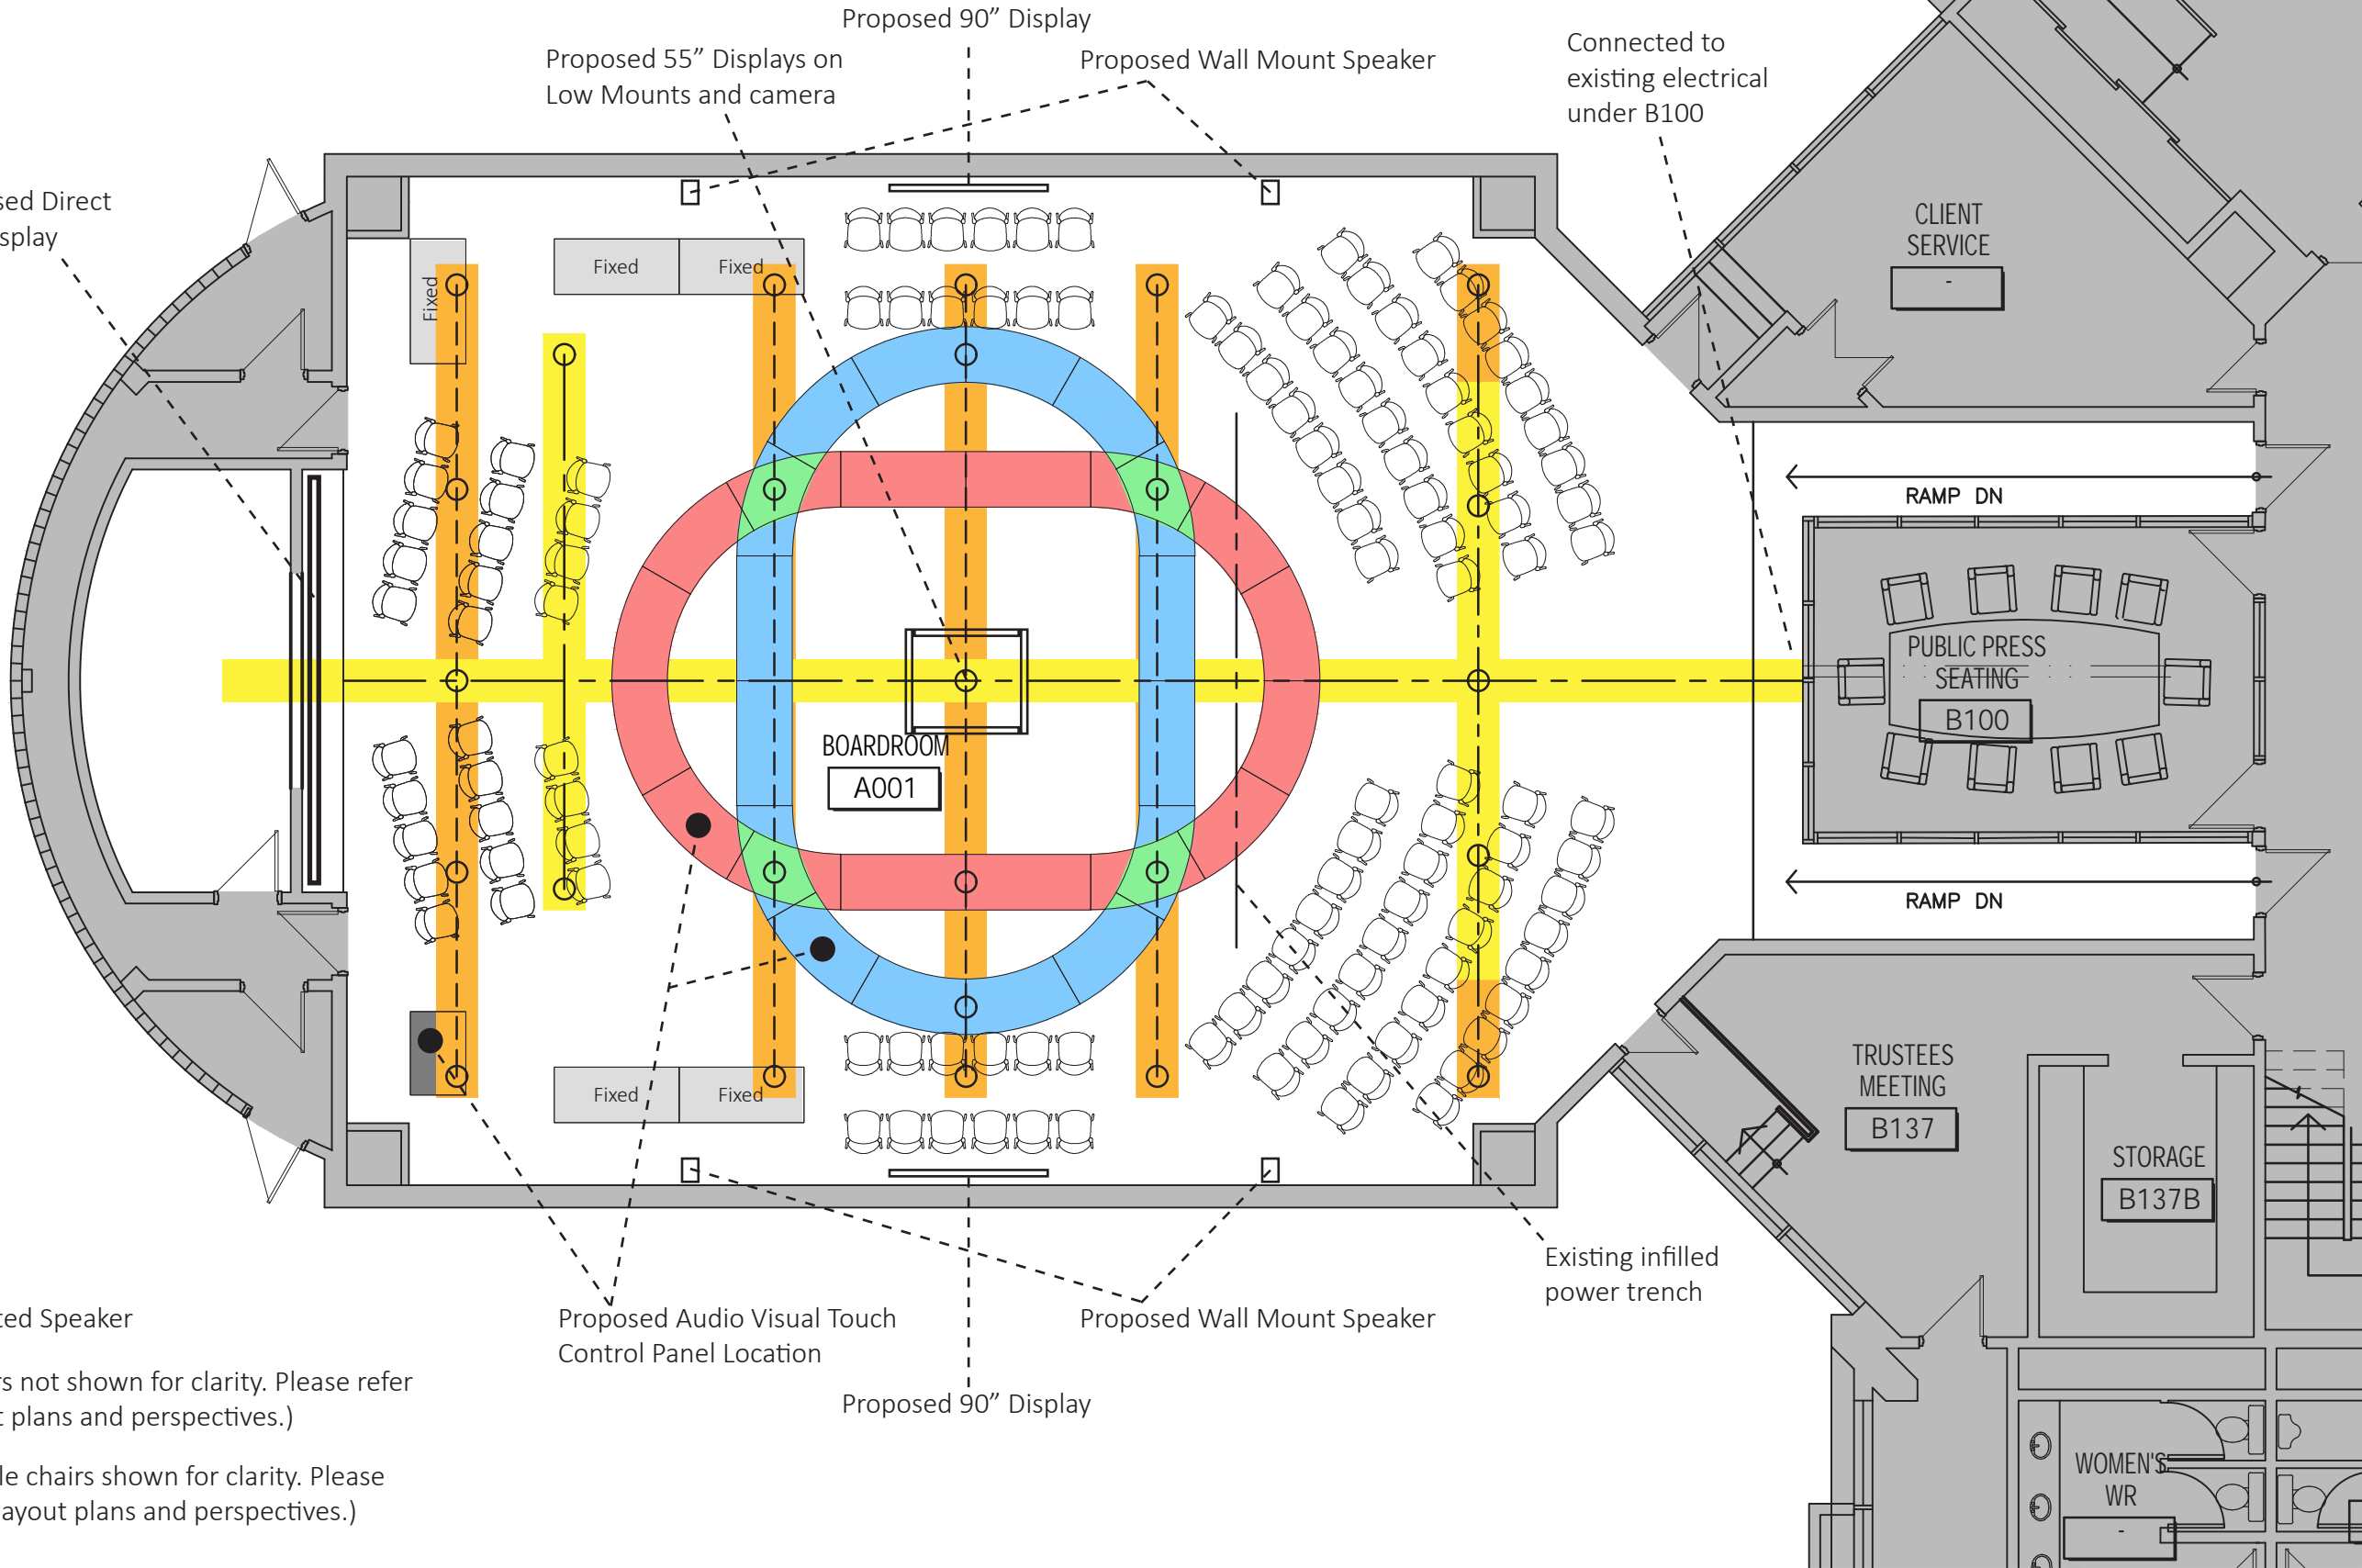 Proposed 90” Display
Proposed 55” Displays on
Low Mounts and camera
Proposed Wall Mount Speaker
Connected to
existing electrical
under B100
sed Direct
splay
CLIENT
SERVICE
-
Fixed
Fixed
Fixed
RAMP DN
PUBLIC PRESS
SEATING
B100
BOARDROOM
A001
RAMP DN
Fixed
Fixed
TRUSTEES
MEETING
B137
STORAGE
B137B
Existing infilled
power trench
ted Speaker
Proposed Audio Visual Touch
Control Panel Location
Proposed Wall Mount Speaker
Proposed 90” Display
rs not shown for clarity. Please refer
t plans and perspectives.)
le chairs shown for clarity. Please
ayout plans and perspectives.)
WOMEN'S
WR
-